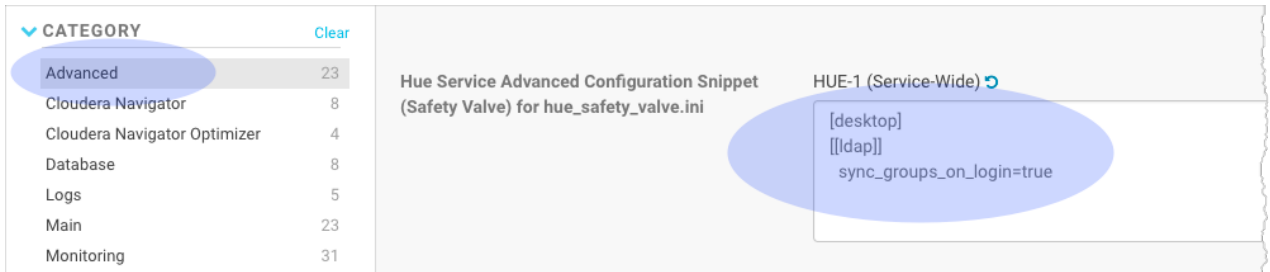 CATEGORY
Clear
Advanced 23
Cloudera Navigator 8
Cloudera Navigator Optimizer 4
Database 8
Logs 5
Main 23
Monitoring 31
Hue Service Advanced Configuration Snippet
(Safety Valve) for hue_safety_valve.ini
HUE-1 (Service-Wide)
[desktop]
[[ldap]]
sync_groups_on_login=true